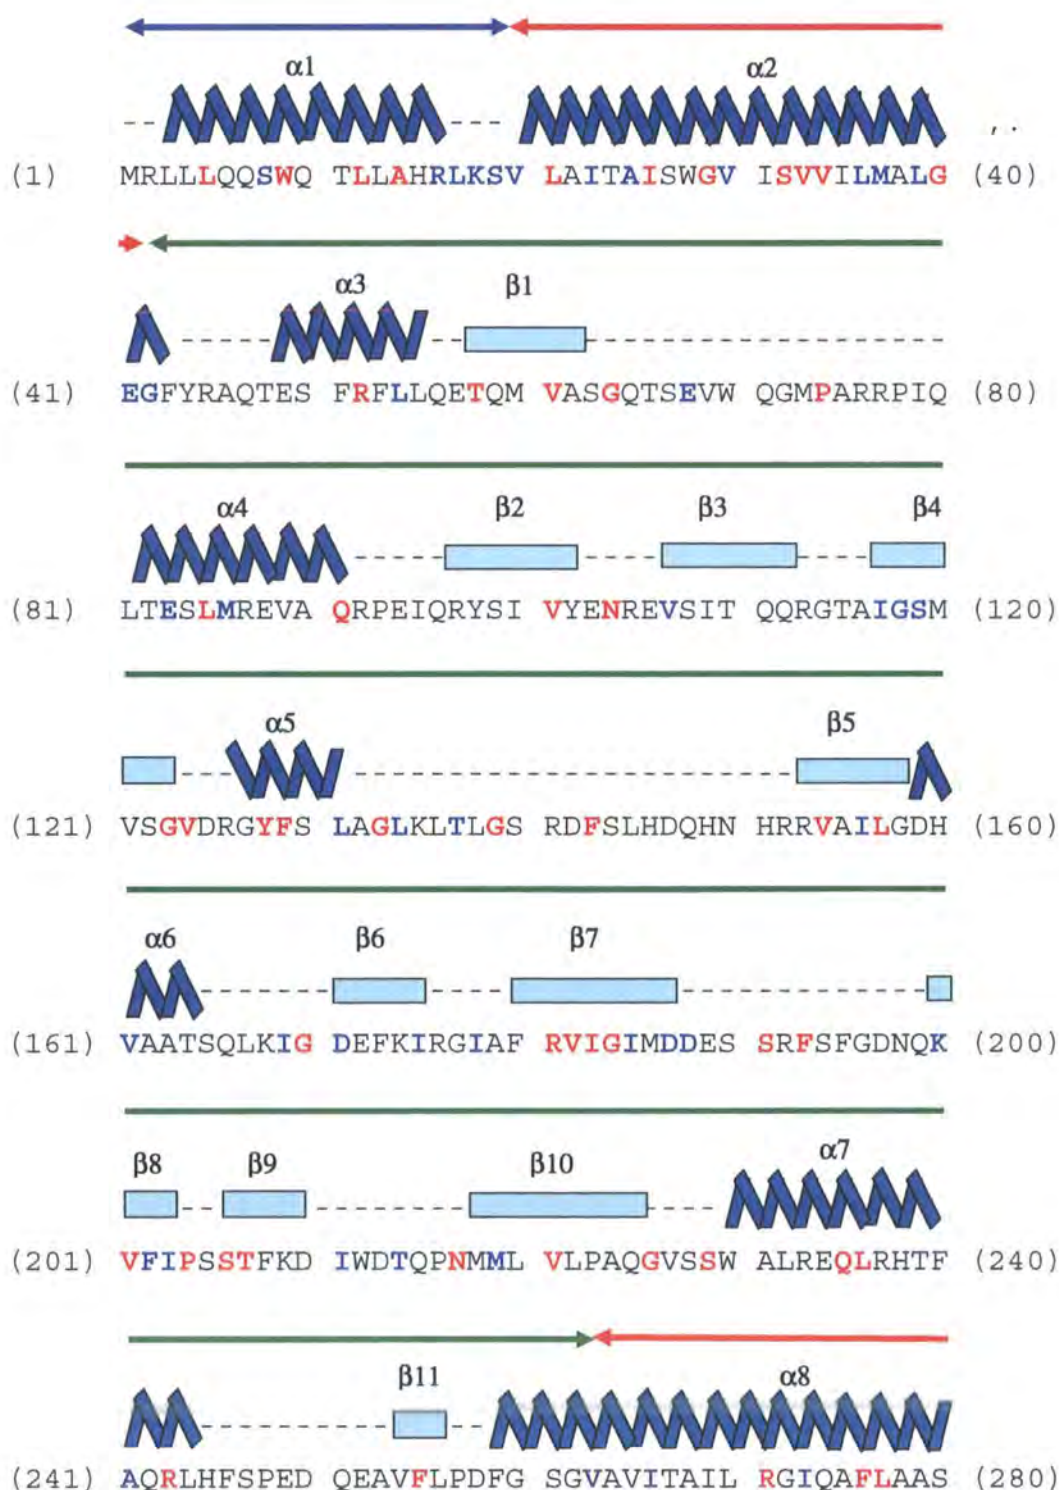 α1 α2
(1) MRLLLQQSWQ TLLAHRLKSV LAITAISWGV ISVVILMALG (40)
α3 β1
(41) EGFYRAQTES FRFLLQETQM VASGQTSEVW QGMPARRPIQ (80)
α4 β2 β3 β4
(81) LTESLMREVA QRPEIQRYSI VYENREVSIT QQRGTAIGSM (120)
α5 β5
(121) VSGVDRGYFS LAGLKLTLGS RDFSLHDQHN HRRVAILGDH (160)
α6 β6 β7
(161) VAATSQLKIG DEFKIRGIAF RVIGIMDDES SRFSFGDNQK (200)
β8 β9 β10 α7
(201) VFIPSSTFKD IWDTQPNMML VLPAQGVSSW ALREQLRHTF (240)
β11 α8
(241) AQRLHFSPED QEAVFLPDFG SGVAVITAIL RGIQAFLAAS (280)